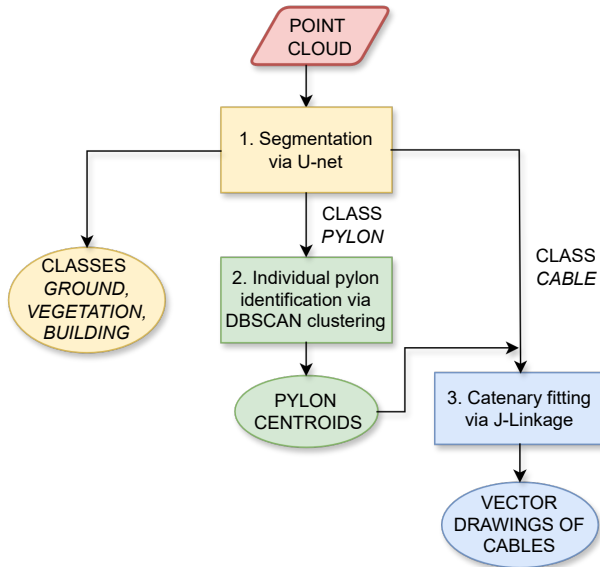 POINT
CLOUD
1. Segmentation
via U-net
CLASS
PYLON
CLASSES
GROUND,
VEGETATION,
BUILDING
CLASS
CABLE
2. Individual pylon
identification via
DBSCAN clustering
PYLON
CENTROIDS
3. Catenary fitting
via J-Linkage
VECTOR
DRAWINGS OF
CABLES